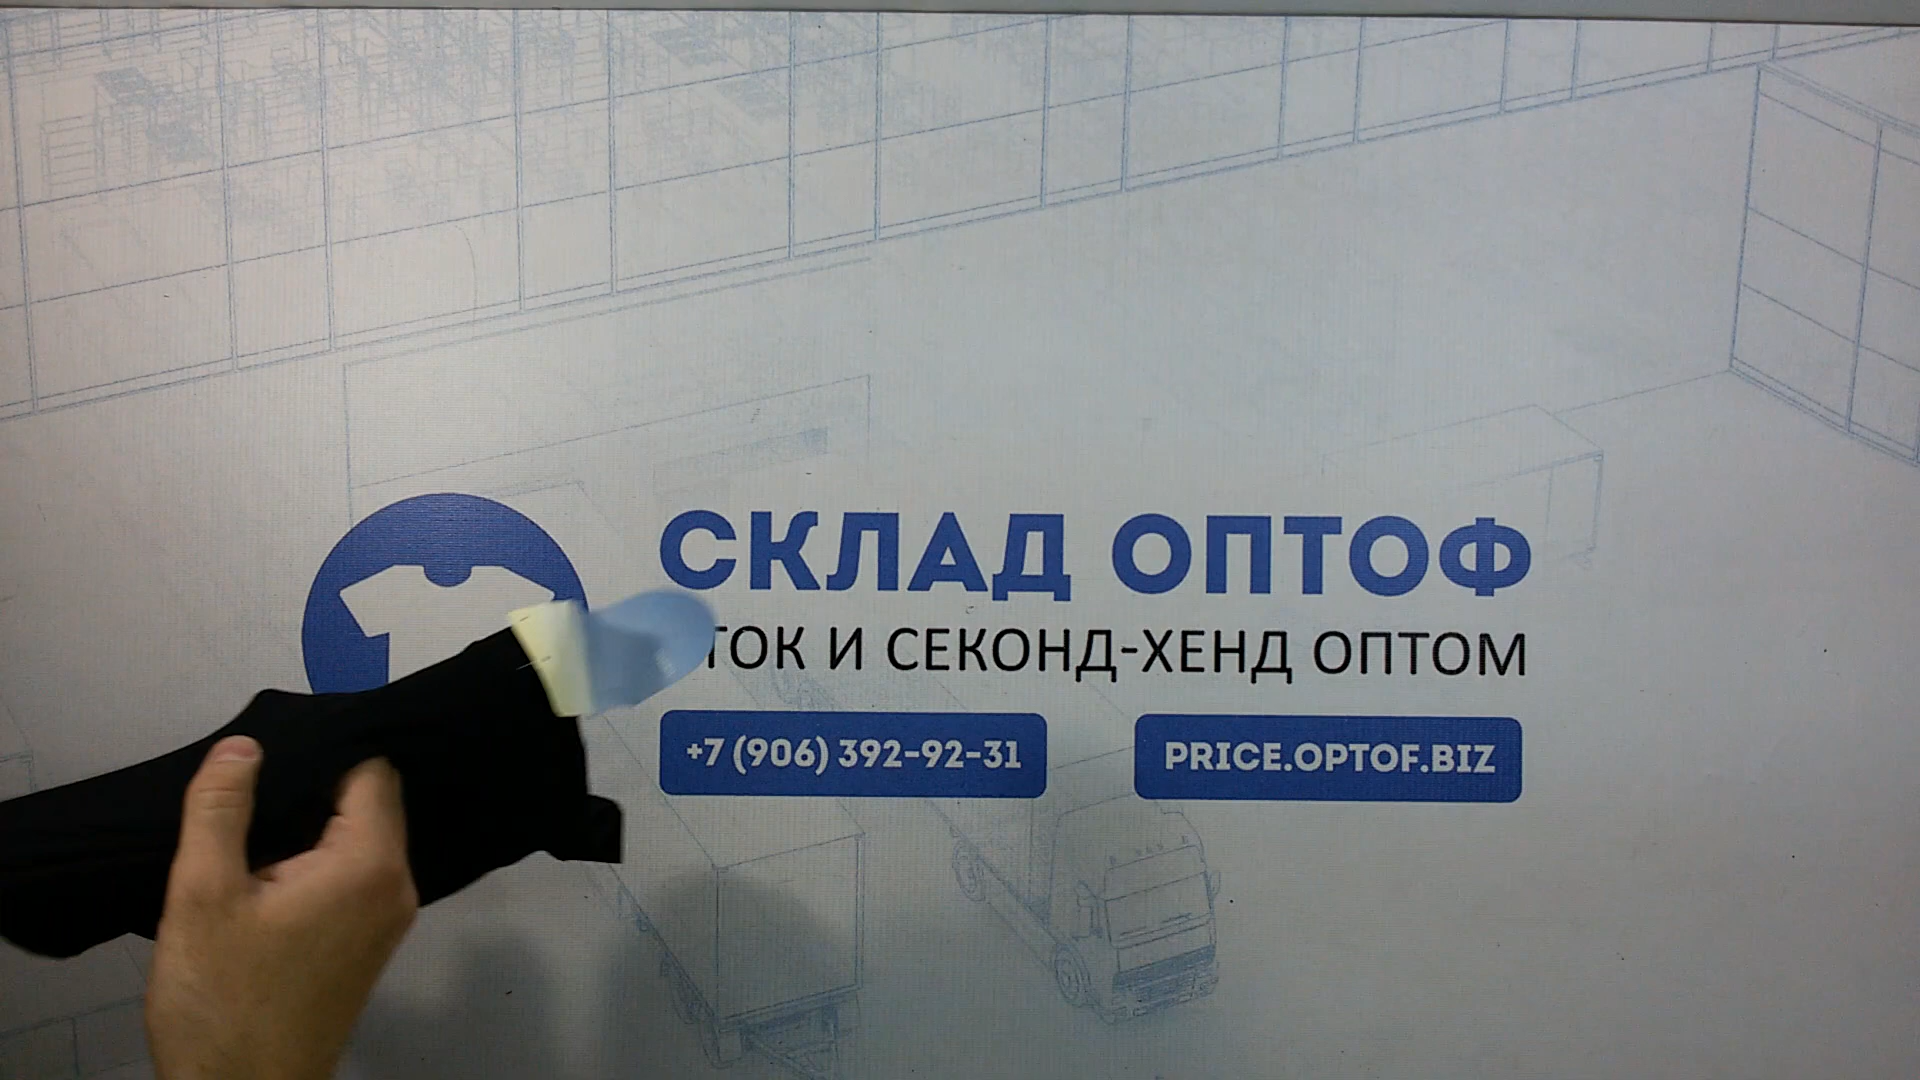 СКЛАД ОПТОФ
ТОК И СЕКОНД-ХЕНД ОПТОМ
+7 (906) 392-92-31
PRICE.OPTOF.BIZ